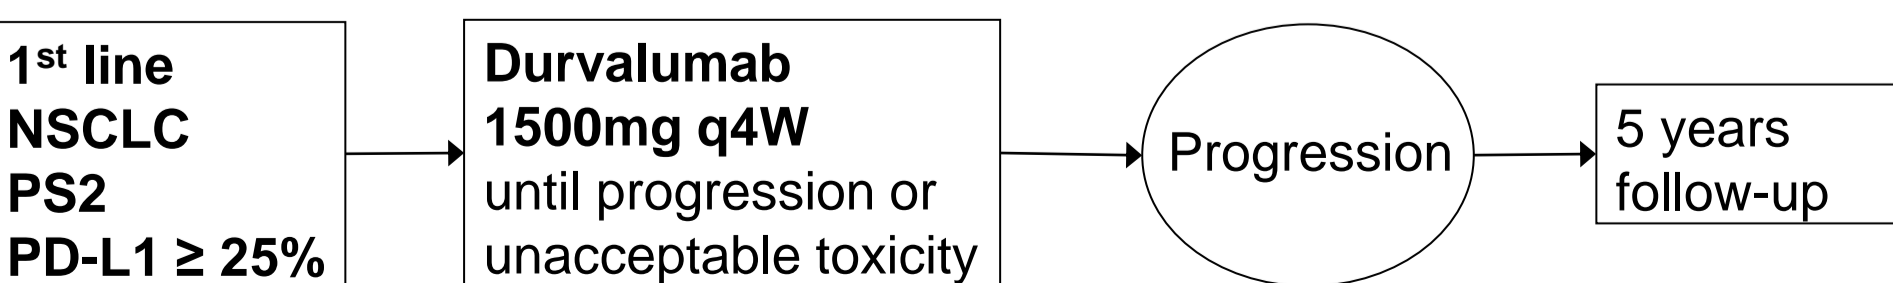 1st line
NSCLC
PS2
PD-L1 ≥ 25%
Durvalumab
1500mg q4W
until progression or
unacceptable toxicity
Progression
5 years
follow-up